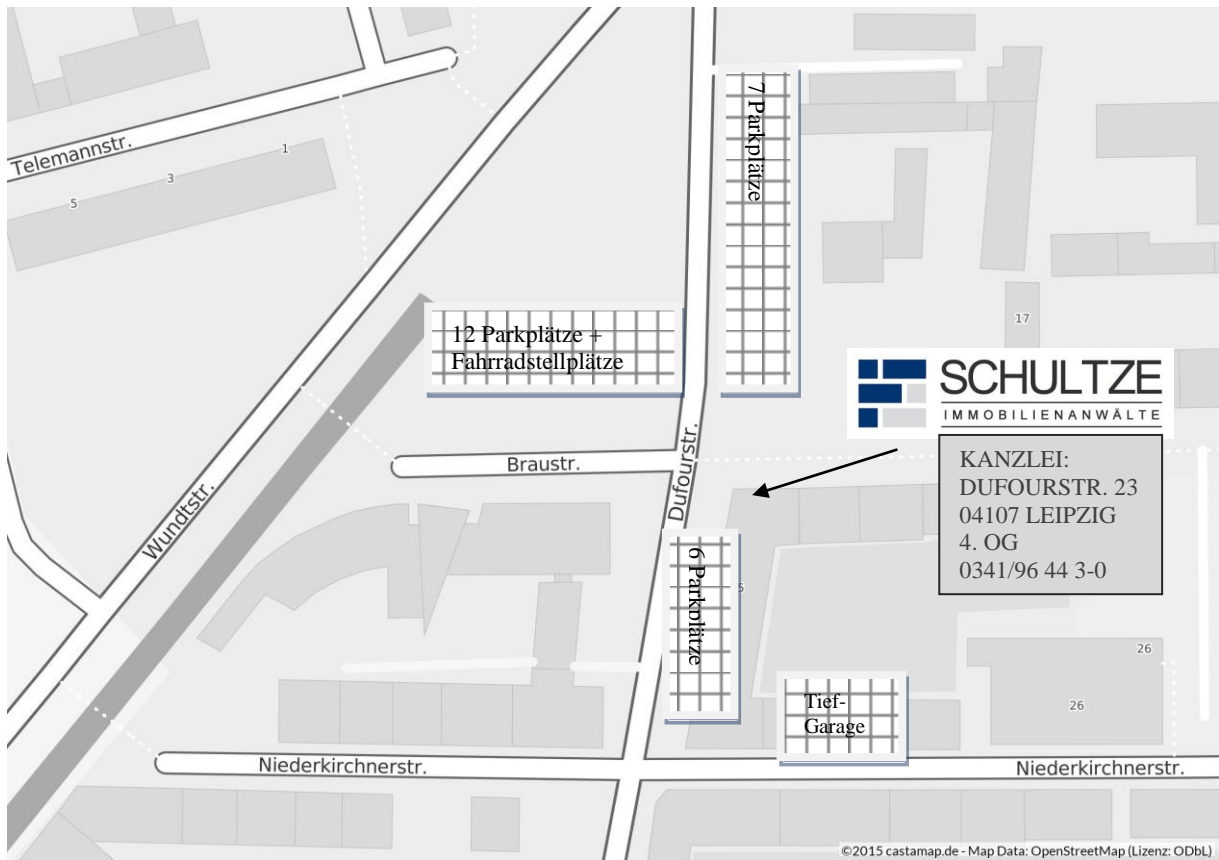 Telemannstr.
1
3
5
7 Parkplätze
12 Parkplätze +
Fahrradstellplätze
17
SCHULTZE
IMMOBILIENANWÄLTE
KANZLEI:
DUFOURSTR. 23
04107 LEIPZIG
4. OG
0341/96 44 3-0
Braustr.
Dufourstr.
Wundtstr.
6 Parkplätze
5
26
26
Tief-
Garage
Niederkirchnerstr.
Niederkirchnerstr.
©2015 castamap.de - Map Data: OpenStreetMap (Lizenz: ODbL)